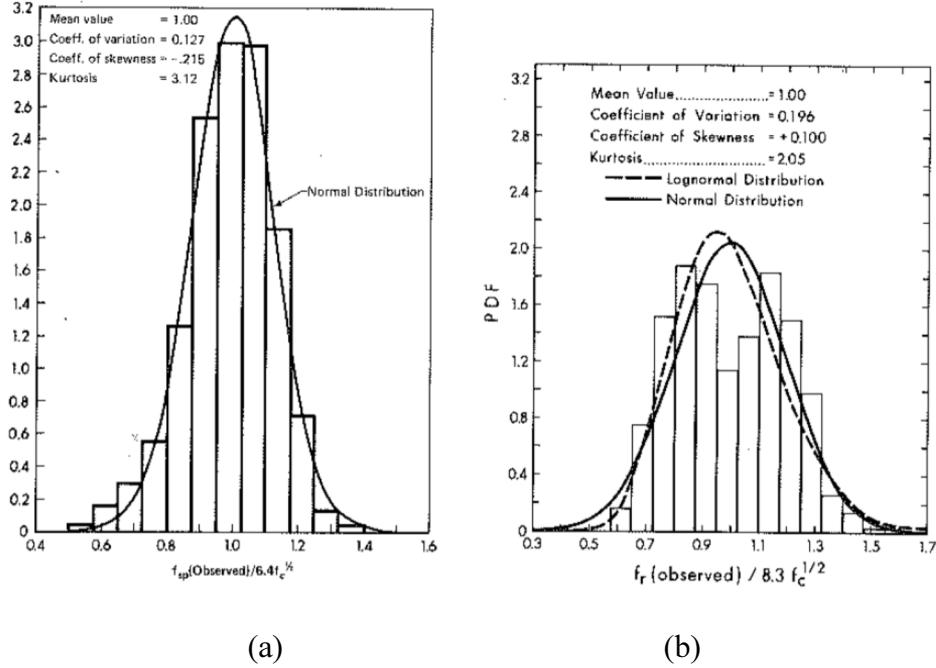 Mean value = 1.00
Coeff. of variation = 0.127
Coeff. of skewness = -.215
Kurtosis = 3.12
Normal Distribution
3.2
3.0
2.8
2.6
2.4
2.2
2.0
1.8
1.6
1.4
1.2
1.0
0.8
0.6
0.4
0.2
0
0.4 0.6 0.8 1.0 1.2 1.4 1.6
f_sp(Observed)/6.4f_c^½
(a)
Mean Value = 1.00
Coefficient of Variation = 0.196
Coefficient of Skewness = +0.100
Kurtosis = 2.05
Lognormal Distribution
Normal Distribution
PDF
3.2
2.8
2.4
2.0
1.6
1.2
0.8
0.4
0
0.3 0.5 0.7 0.9 1.1 1.3 1.5 1.7
f_r (observed) / 8.3 f_c^1/2
(b)